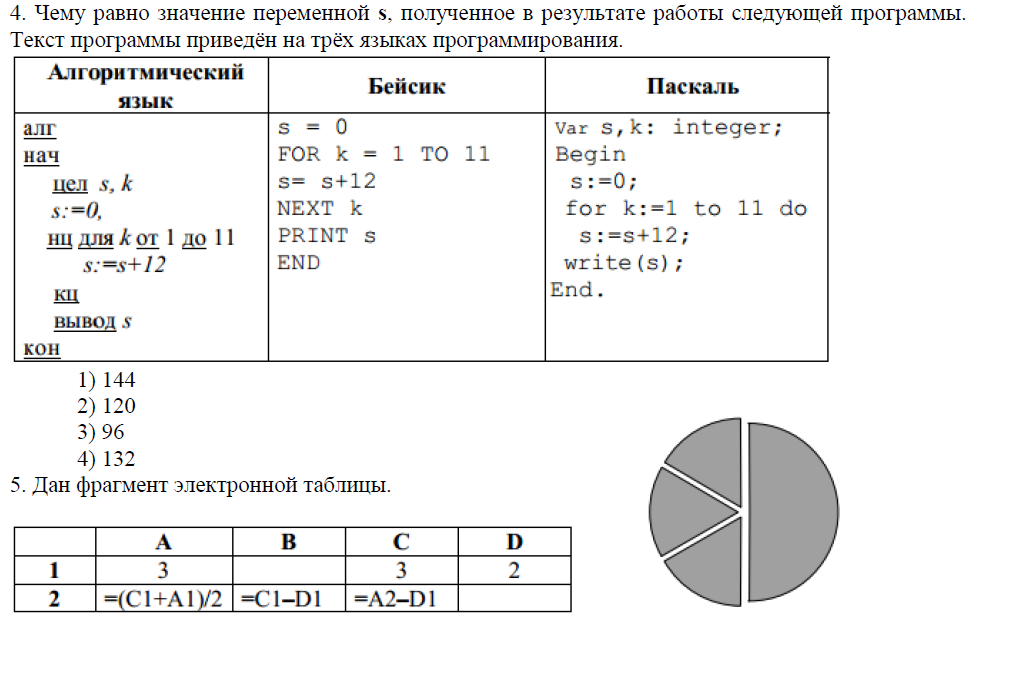 4. Чему равно значение переменной s, полученное в результате работы следующей программы.
Текст программы приведён на трёх языках программирования.
Алгоритмический язык	Бейсик	Паскаль
алг
нач
цел s, k
s:=0,
нц для k от 1 до 11
s:=s+12
кц
вывод s
кон
s = 0
FOR k = 1 TO 11
s= s+12
NEXT k
PRINT s
END
Var s,k: integer;
Begin
s:=0;
for k:=1 to 11 do
s:=s+12;
write(s);
End.
1) 144
2) 120
3) 96
4) 132
5. Дан фрагмент электронной таблицы.
A	B	C	D
1	3		3	2
2	=(C1+A1)/2	=C1–D1	=A2–D1